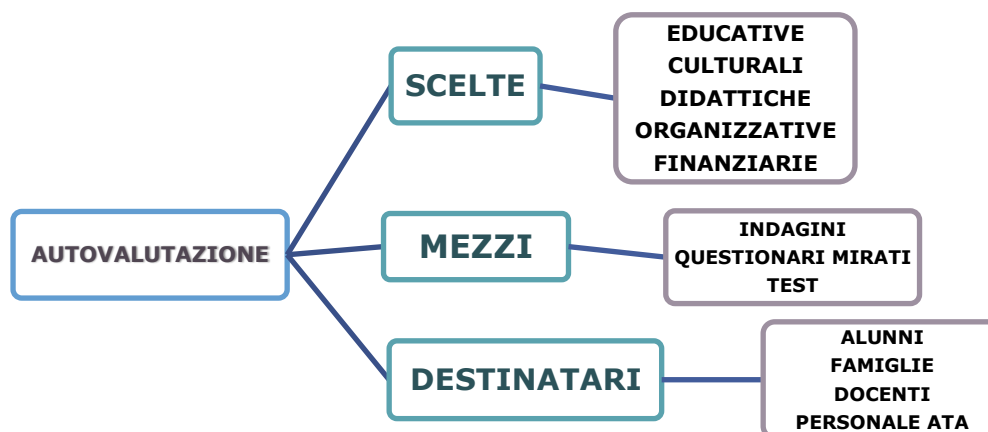 AUTOVALUTAZIONE
SCELTE
EDUCATIVE
CULTURALI
DIDATTICHE
ORGANIZZATIVE
FINANZIARIE
MEZZI
INDAGINI
QUESTIONARI MIRATI
TEST
DESTINATARI
ALUNNI
FAMIGLIE
DOCENTI
PERSONALE ATA